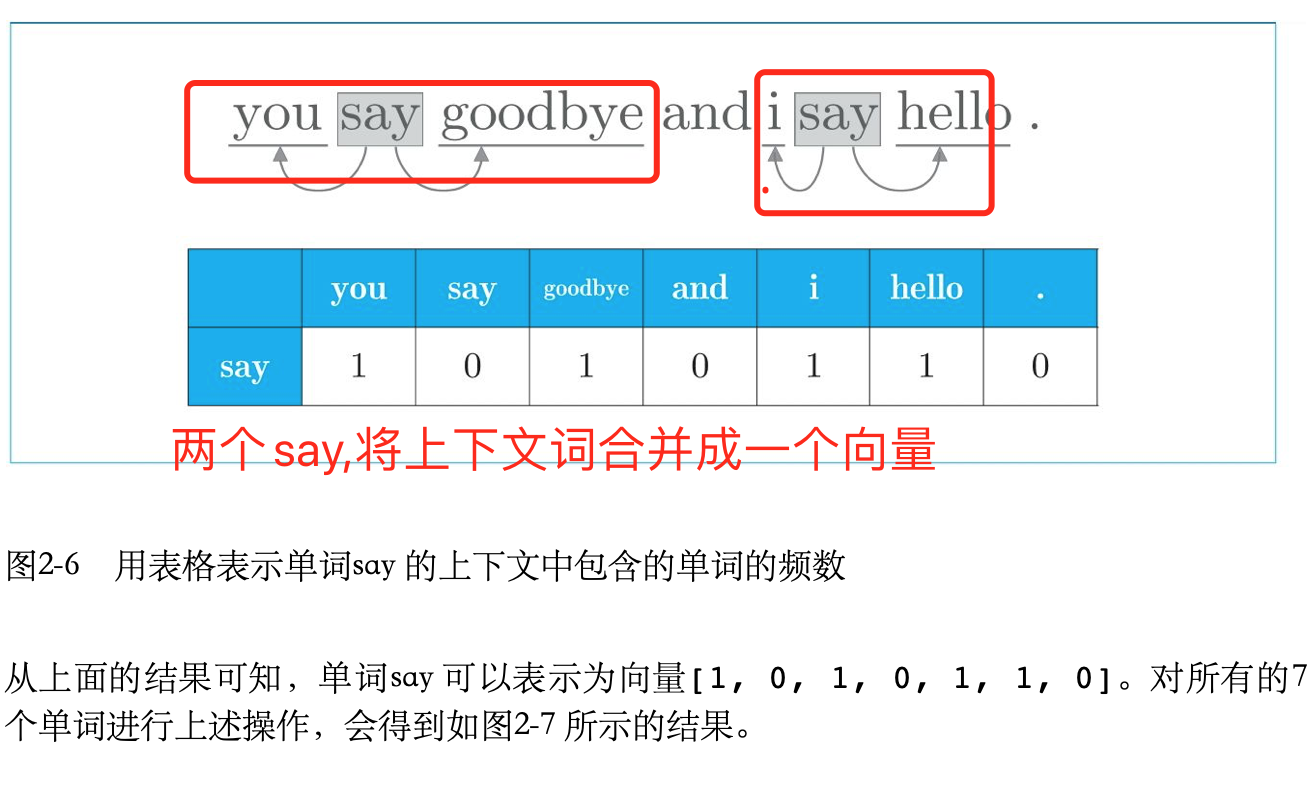 you say goodbye and i say hello .
you say goodbye and i hello .
say 1 0 1 0 1 1 0
两个say,将上下文词合并成一个向量
图2-6 用表格表示单词say 的上下文中包含的单词的频数
从上面的结果可知，单词say 可以表示为向量[1, 0, 1, 0, 1, 1, 0]。对所有的7
个单词进行上述操作，会得到如图2-7 所示的结果。